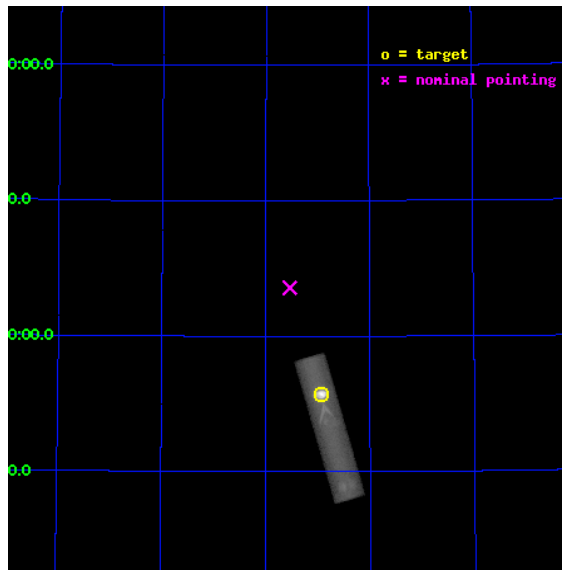 0:00.0
o = target
x = nominal pointing
0.0
0:00.0
0.0